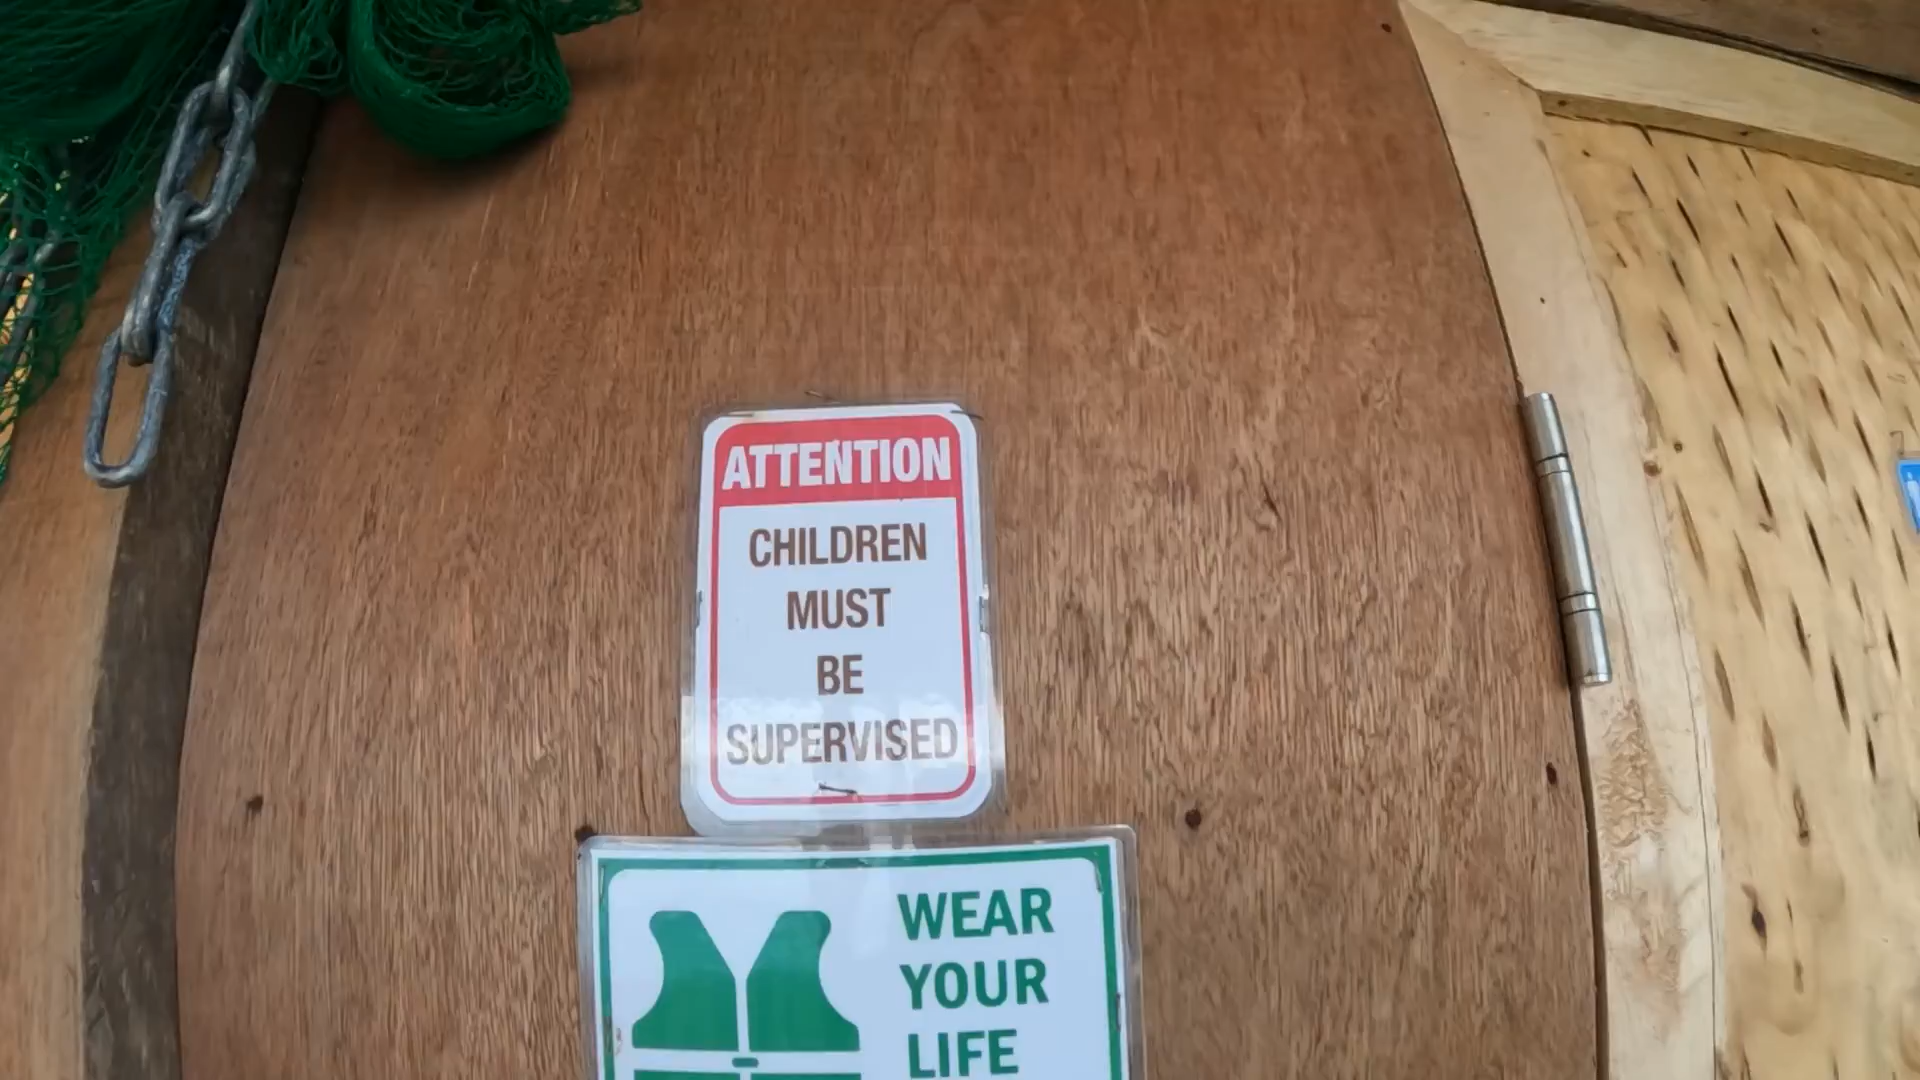 ATTENTION
CHILDREN
MUST
BE
SUPERVISED
WEAR
YOUR
LIFE